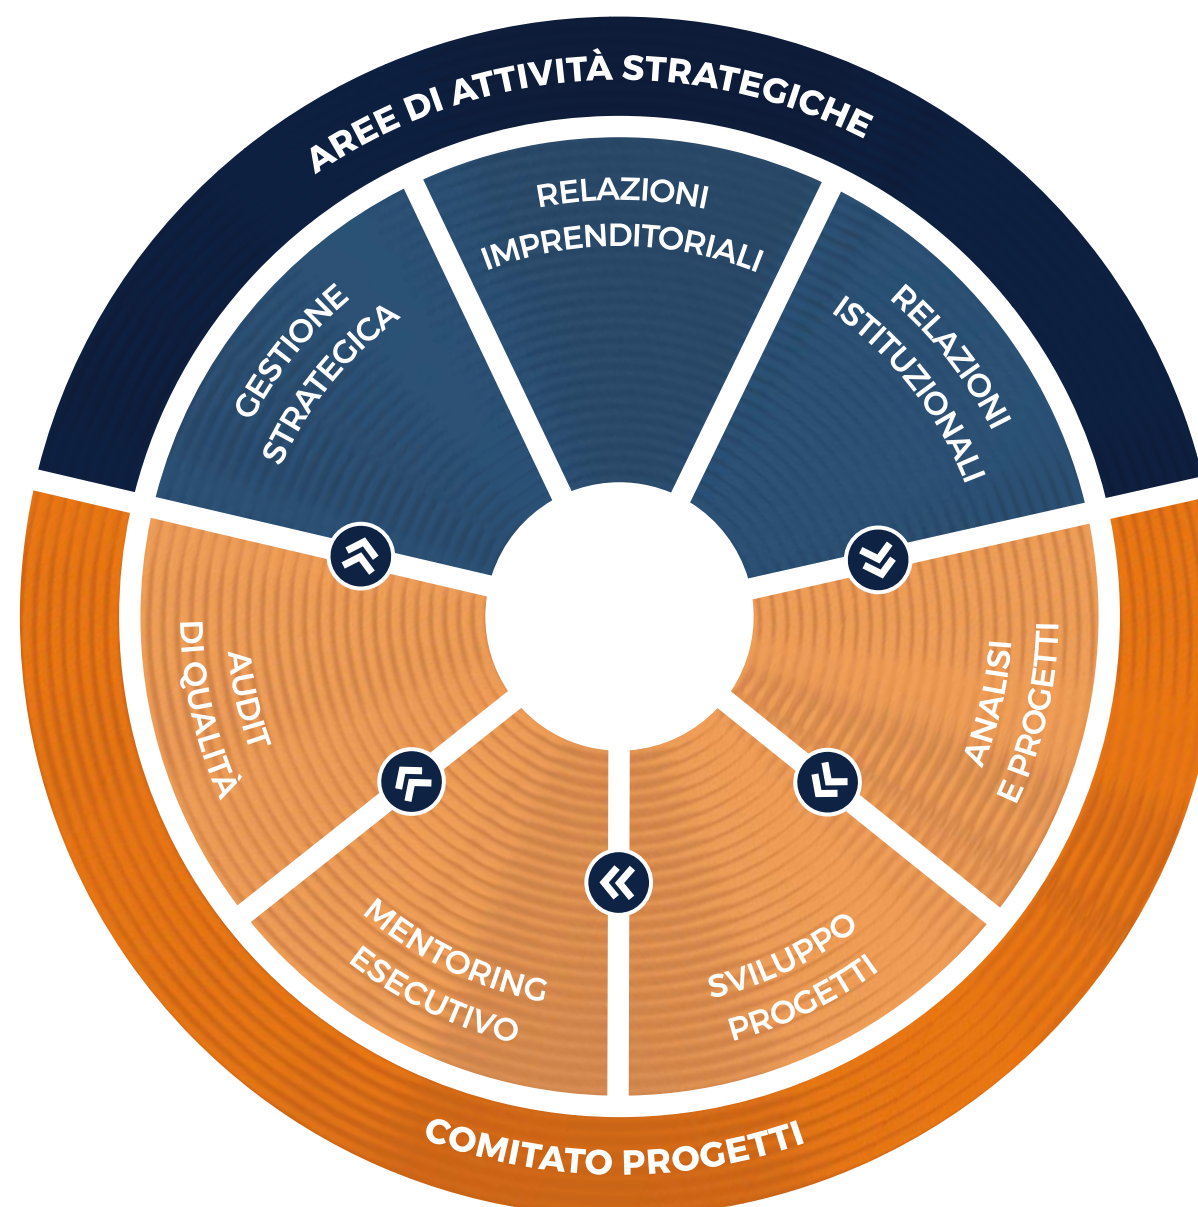 AREE DI ATTIVITÀ STRATEGICHE
GESTIONE
STRATEGICA
RELAZIONI
IMPRENDITORIALI
RELAZIONI
ISTITUZIONALI
ANALISI
E PROGETTI
SVILUPPO
PROGETTI
MENTORING
ESECUTIVO
AUDIT
DI QUALITÀ
COMITATO PROGETTI